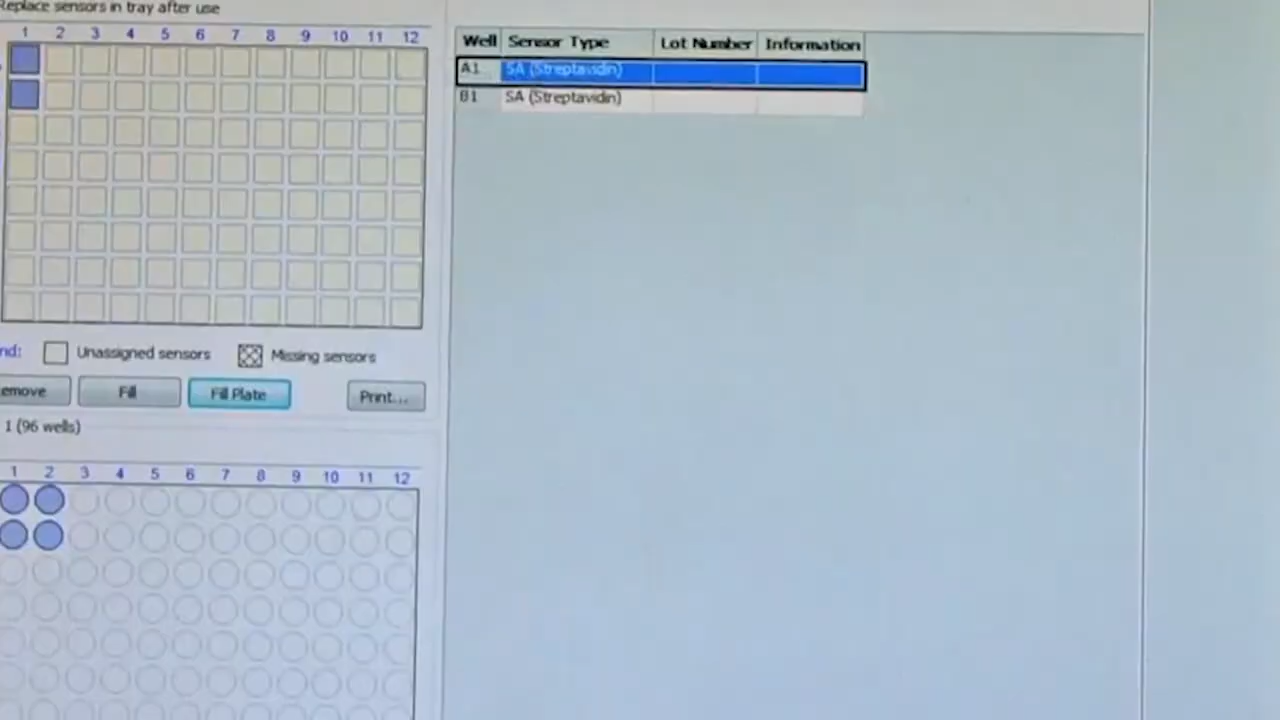 Replace sensors in tray after use
1 2 3 4 5 6 7 8 9 10 11 12
Well Sensor Type Lot Number Information
A1 SA (Streptavidin)
B1 SA (Streptavidin)
nd: Unassigned sensors Missing sensors
emove Fill Fill Plate Print...
1 (96 wells)
1 2 3 4 5 6 7 8 9 10 11 12